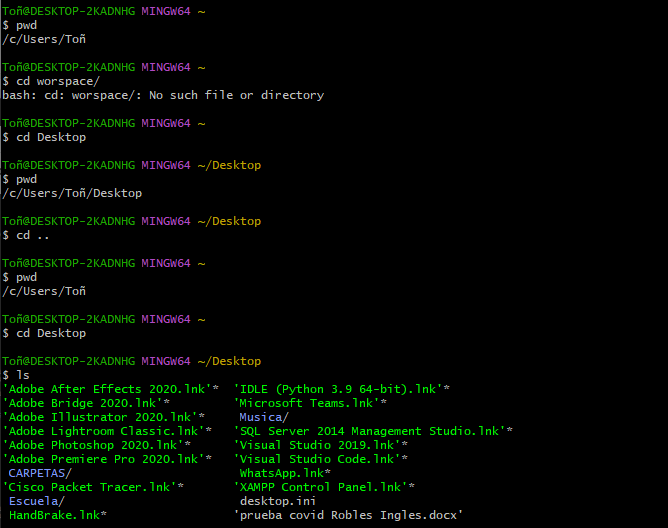 Toñ@DESKTOP-2KADNHG MINGW64 ~
$ pwd
/c/Users/Toñ

Toñ@DESKTOP-2KADNHG MINGW64 ~
$ cd worspace/
bash: cd: worspace/: No such file or directory

Toñ@DESKTOP-2KADNHG MINGW64 ~
$ cd Desktop

Toñ@DESKTOP-2KADNHG MINGW64 ~/Desktop
$ pwd
/c/Users/Toñ/Desktop

Toñ@DESKTOP-2KADNHG MINGW64 ~/Desktop
$ cd ..

Toñ@DESKTOP-2KADNHG MINGW64 ~
$ pwd
/c/Users/Toñ

Toñ@DESKTOP-2KADNHG MINGW64 ~
$ cd Desktop

Toñ@DESKTOP-2KADNHG MINGW64 ~/Desktop
$ ls
'Adobe After Effects 2020.lnk'*  'IDLE (Python 3.9 64-bit).lnk'*
'Adobe Bridge 2020.lnk'*         'Microsoft Teams.lnk'*
'Adobe Illustrator 2020.lnk'*     Musica/
'Adobe Lightroom Classic.lnk'*   'SQL Server 2014 Management Studio.lnk'*
'Adobe Photoshop 2020.lnk'*      'Visual Studio 2019.lnk'*
'Adobe Premiere Pro 2020.lnk'*   'Visual Studio Code.lnk'*
 CARPETAS/                        WhatsApp.lnk*
'Cisco Packet Tracer.lnk'*       'XAMPP Control Panel.lnk'*
 Escuela/                         desktop.ini
 HandBrake.lnk*                  'prueba covid Robles Ingles.docx'